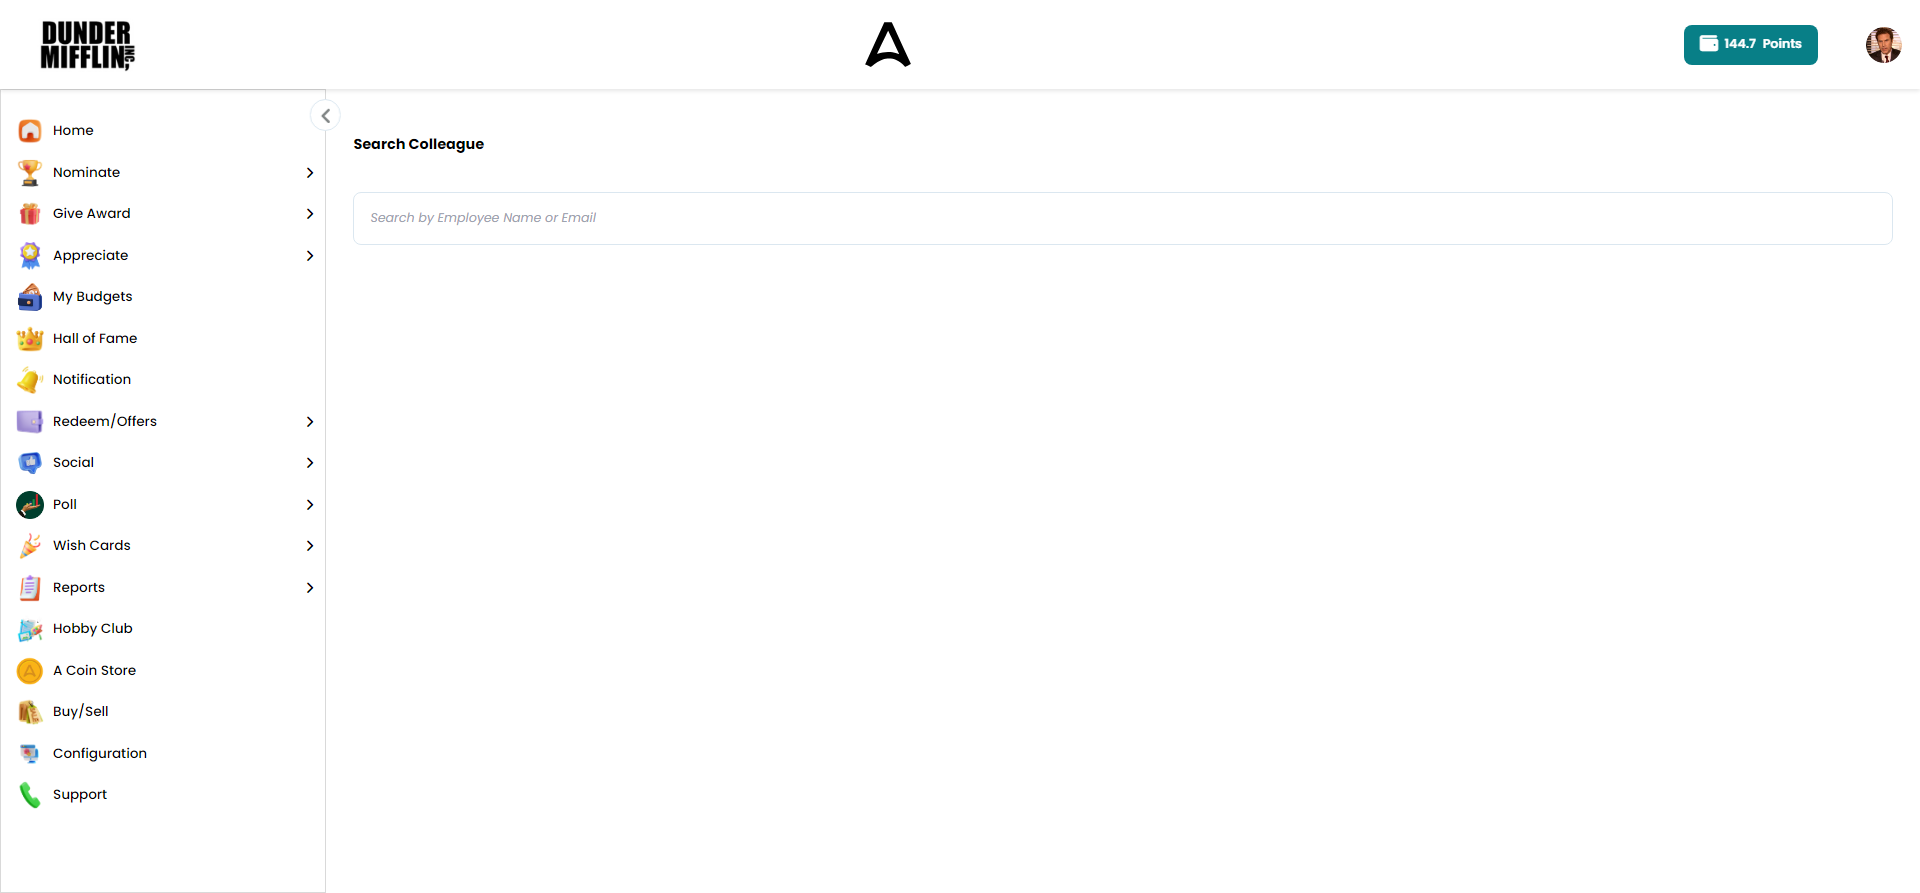 DUNDER
MIFFLIN INC,
144.7 Points
Home
Nominate
Give Award
Appreciate
My Budgets
Hall of Fame
Notification
Redeem/Offers
Social
Poll
Wish Cards
Reports
Hobby Club
A Coin Store
Buy/Sell
Configuration
Support
Search Colleague
Search by Employee Name or Email